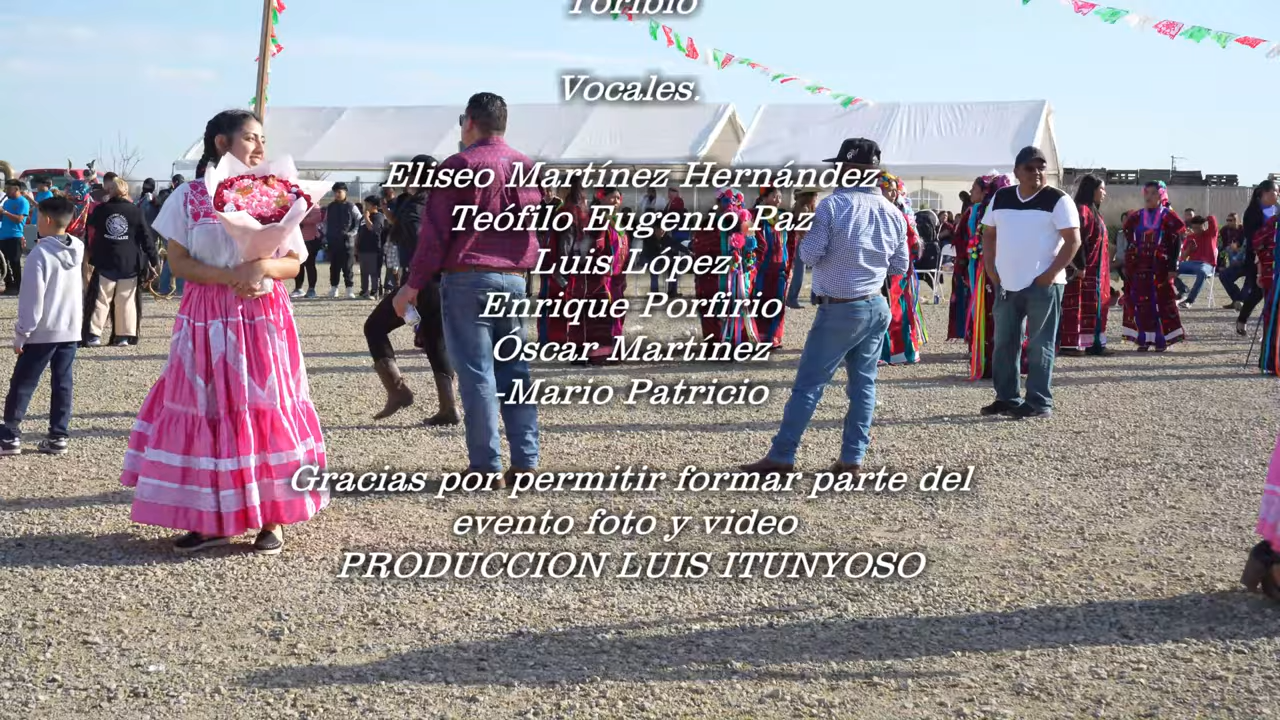 Toribio
Vocales.
Eliseo Martínez Hernández
Teófilo Eugenio Paz
Luis López
Enrique Porfirio
Óscar Martínez
-Mario Patricio
Gracias por permitir formar parte del
evento foto y video
PRODUCCION LUIS ITUNYOSO